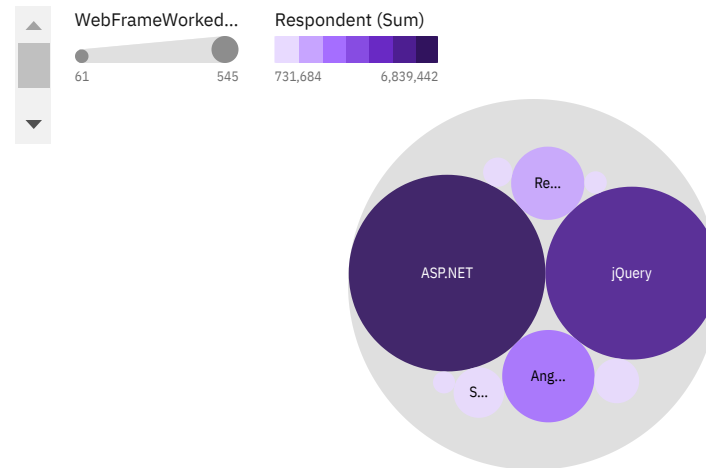 WebFrameWorked... Respondent (Sum)
61 545 731,684 6,839,442
Re...
ASP.NET jQuery
Ang...
S...